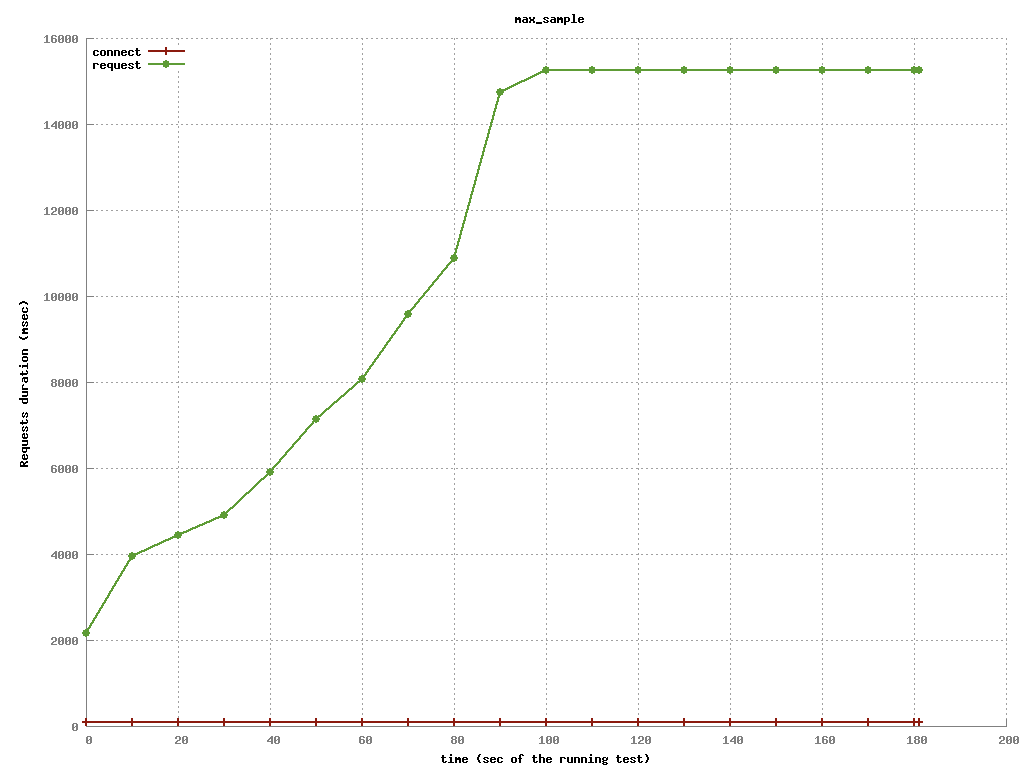 max_sample
connect
request
16000
14000
12000
10000
8000
6000
4000
2000
0
Requests duration (msec)
0 20 40 60 80 100 120 140 160 180 200
time (sec of the running test)